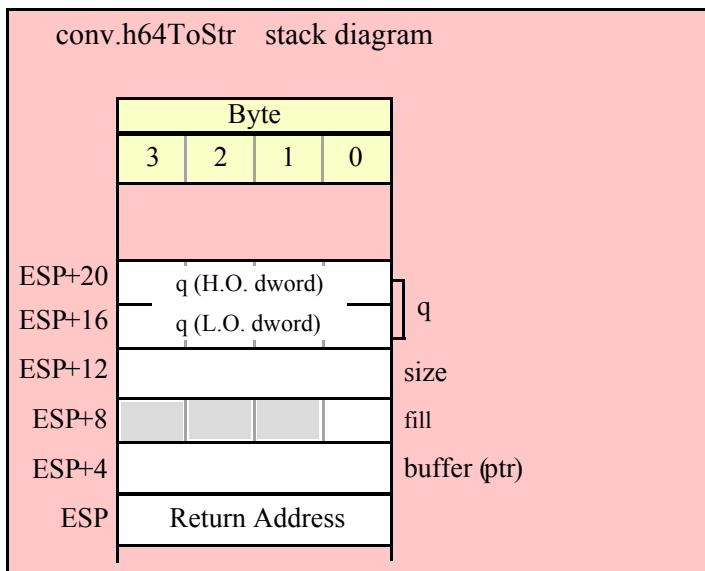 conv.h64ToStr stack diagram
Byte
3 2 1 0
ESP+20 q (H.O. dword)
q
ESP+16 q (L.O. dword)
ESP+12 size
ESP+8 fill
ESP+4 buffer (ptr)
ESP Return Address